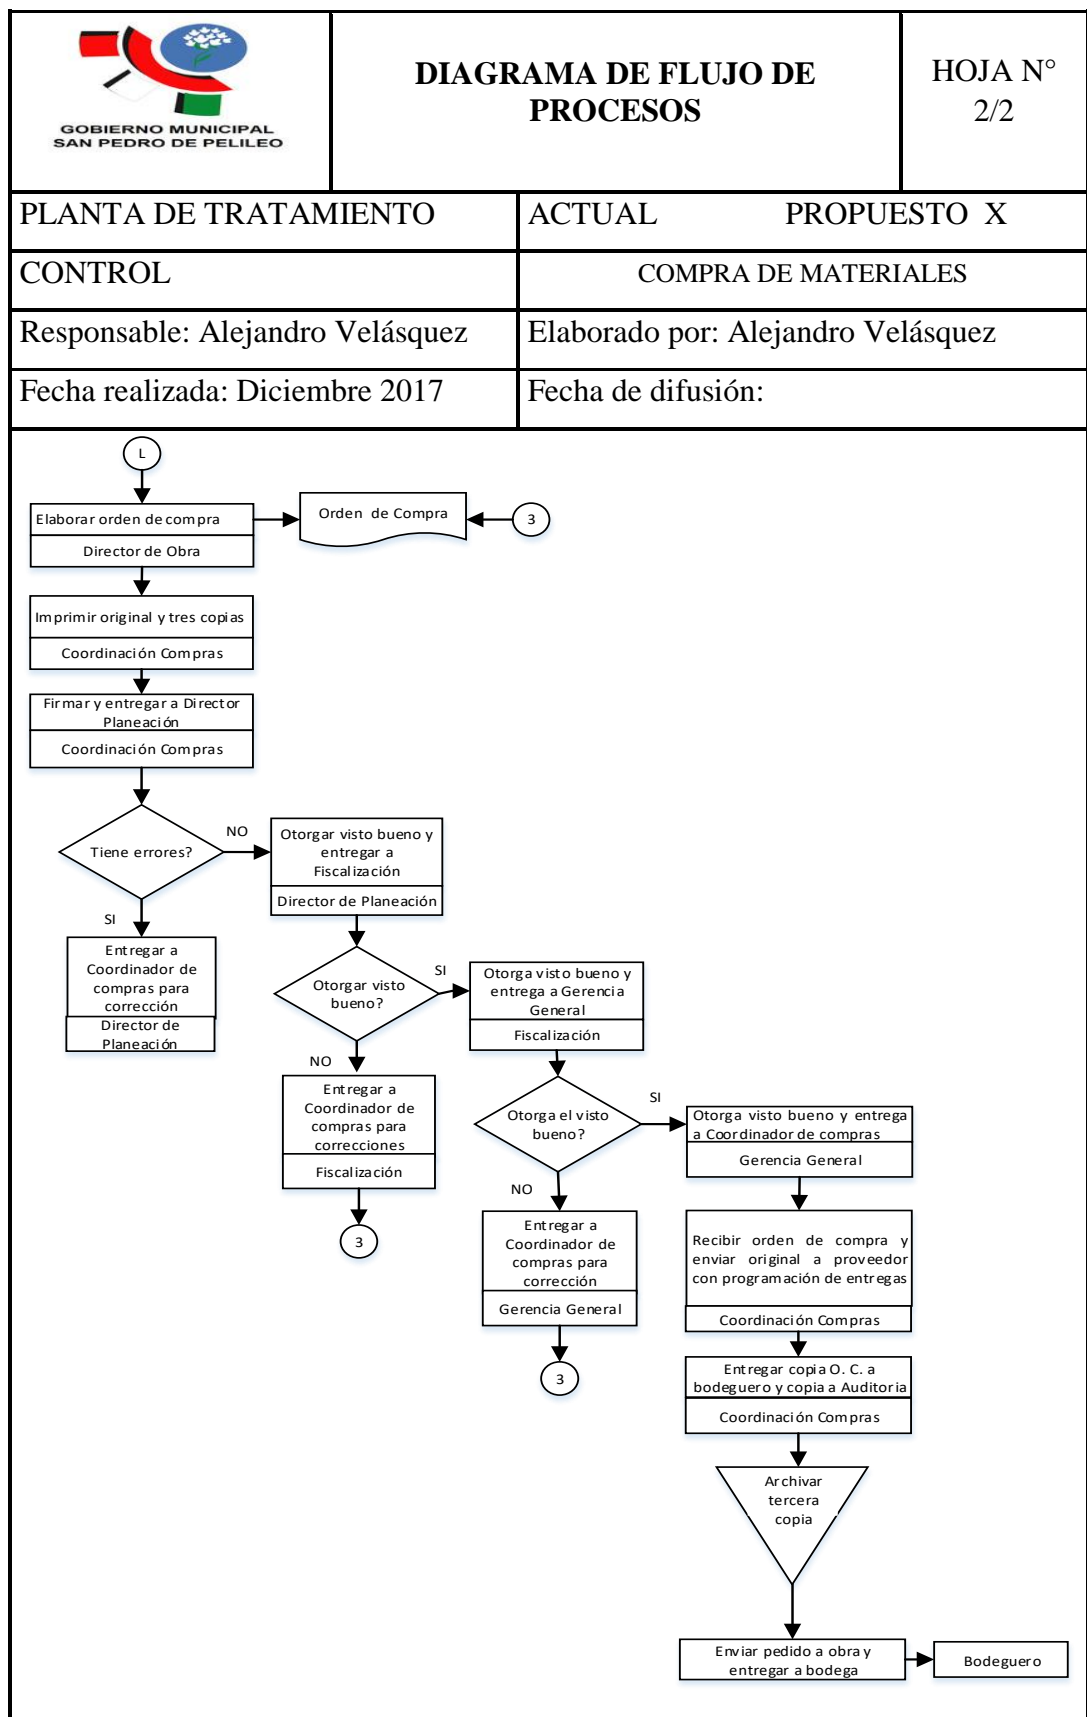 GOBIERNO MUNICIPAL
SAN PEDRO DE PELILEO
DIAGRAMA DE FLUJO DE
PROCESOS
HOJA N°
2/2
PLANTA DE TRATAMIENTO
ACTUAL PROPUESTO X
CONTROL
COMPRA DE MATERIALES
Responsable: Alejandro Velásquez
Elaborado por: Alejandro Velásquez
Fecha realizada: Diciembre 2017
Fecha de difusión:
L
Elaborar orden de compra
Director de Obra
Orden de Compra
3
Imprimir original y tres copias
Coordinación Compras
Firmar y entregar a Director
Planeación
Coordinación Compras
Tiene errores?
NO
SI
Otorgar visto bueno y
entregar a
Fiscalización
Director de Planeación
Entregar a
Coordinador de
compras para
corrección
Director de
Planeación
Otorgar visto
bueno?
SI
NO
Otorga visto bueno y
entrega a Gerencia
General
Fiscalización
Entregar a
Coordinador de
compras para
correcciones
Fiscalización
3
Otorga el visto
bueno?
SI
NO
Otorga visto bueno y entrega
a Coordinador de compras
Gerencia General
Entregar a
Coordinador de
compras para
corrección
Gerencia General
3
Recibir orden de compra y
enviar original a proveedor
con programación de entregas
Coordinación Compras
Entregar copia O. C. a
bodeguero y copia a Auditoria
Coordinación Compras
Archivar
tercera
copia
Enviar pedido a obra y
entregar a bodega
Bodeguero